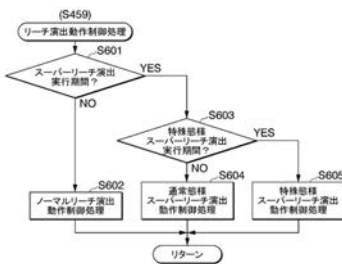 (S459)
リーチ演出動作制御処理
S601
スーパーリーチ演出
実行期間?
YES
NO
S603
特殊態様
スーパーリーチ演出
実行期間?
YES
NO
S602
ノーマルリーチ演出
動作制御処理
S604
通常態様
スーパーリーチ演出
動作制御処理
S605
特殊態様
スーパーリーチ演出
動作制御処理
リターン